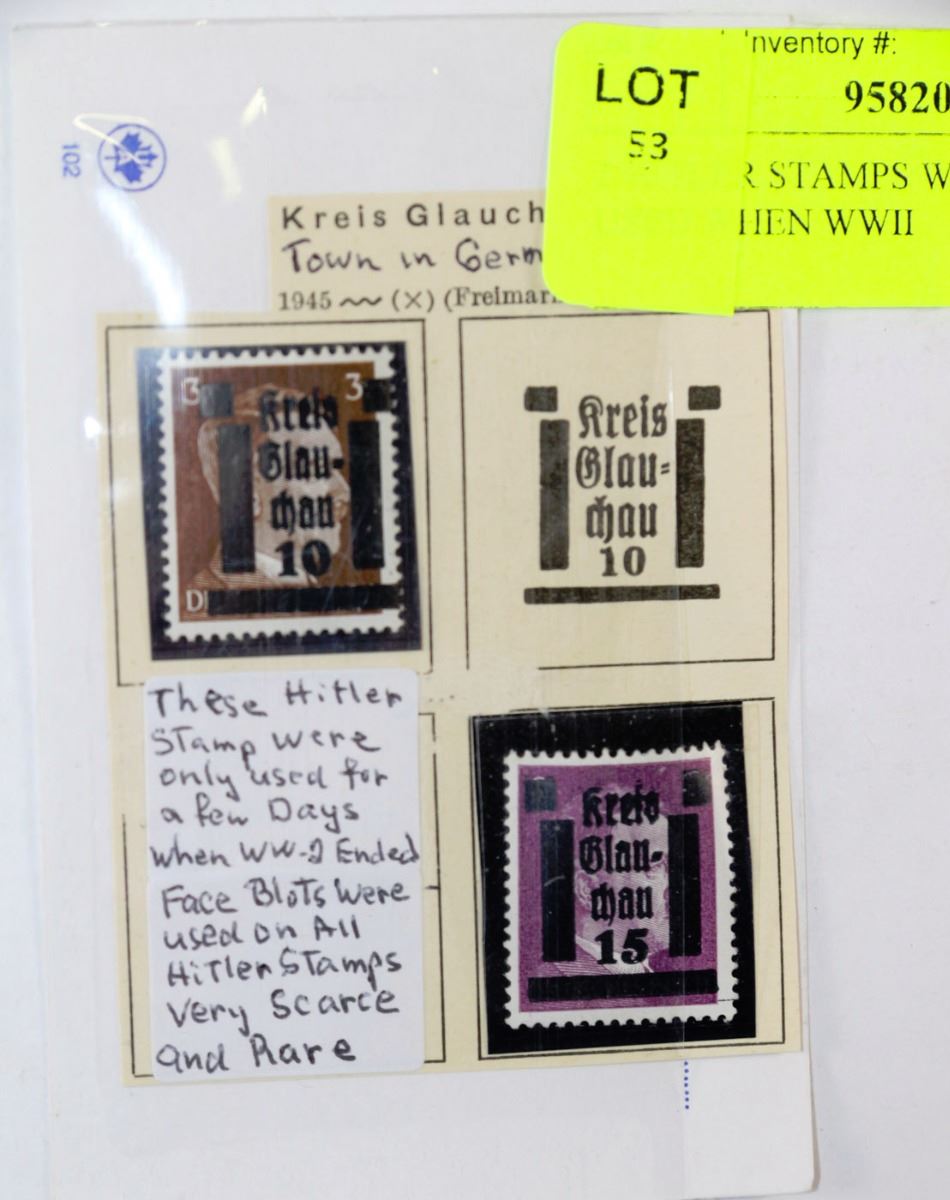 102
Inventory #:
LOT
95820
53
R STAMPS W
HEN WWII
Kreis Glauch
Town in Germ
1945 ~~ (×) (Freimar
3 3
Kreis
Glau-
chau
10
D
Kreis
Glau=
chau
10
These Hitler
Stamp were
only used for
a few Days
when WW-2 Ended
Face Blots Were
used on All
Hitler Stamps
Very Scarce
and Rare
Kreis
Glau-
chau
15